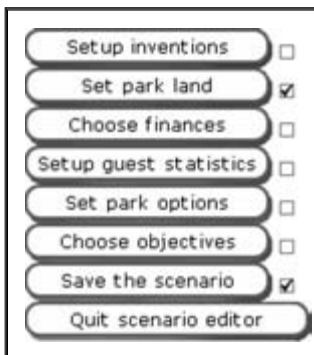 Setup inventions
Set park land
Choose finances
Setup guest statistics
Set park options
Choose objectives
Save the scenario
Quit scenario editor